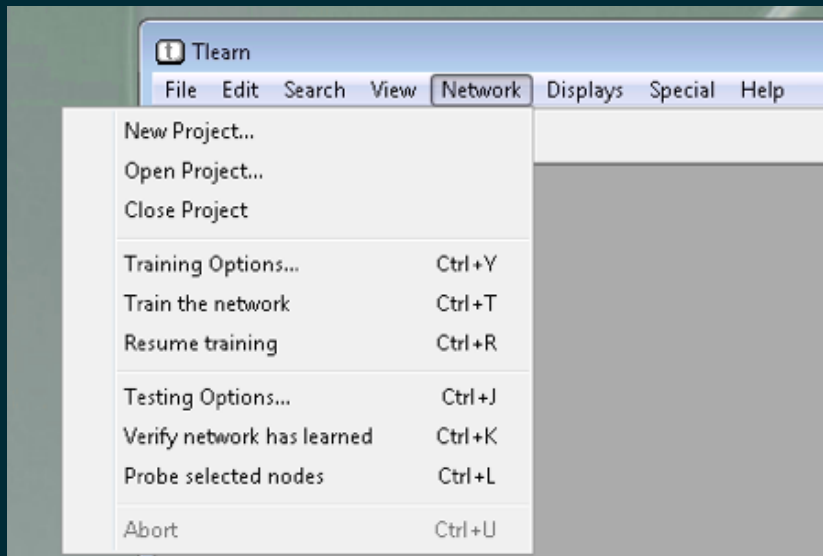 t Tlearn
File Edit Search View Network Displays Special Help
New Project...
Open Project...
Close Project
Training Options... Ctrl+Y
Train the network Ctrl+T
Resume training Ctrl+R
Testing Options... Ctrl+J
Verify network has learned Ctrl+K
Probe selected nodes Ctrl+L
Abort Ctrl+U